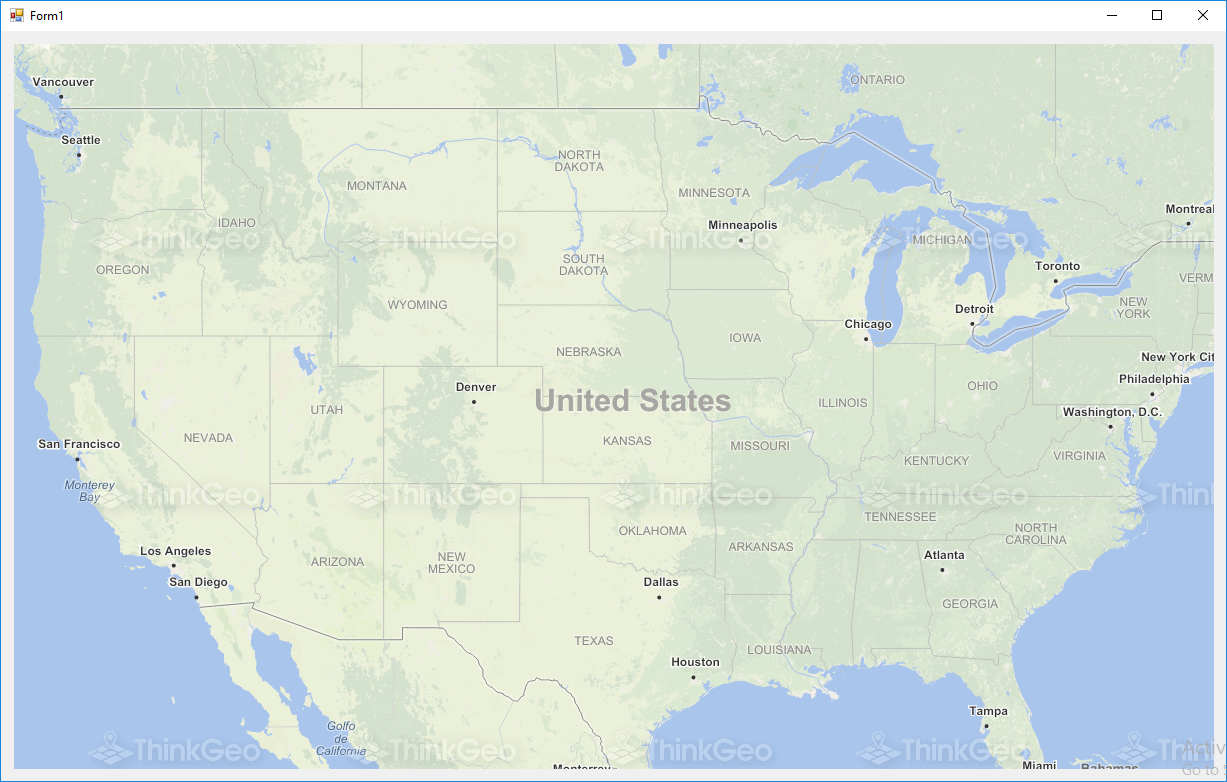 Form1
Vancouver
ONTARIO
Seattle
NORTH
DAKOTA
MONTANA
MINNESOTA
Montreal
IDAHO
Minneapolis
ThinkGeo
ThinkGeo
ThinkGeo
MICHIGAN
ThinkGeo
ThinkGeo
OREGON
SOUTH
DAKOTA
Toronto
VERM
WYOMING
Detroit
NEW
YORK
Chicago
IOWA
NEBRASKA
New York Cit
Philadelphia
Denver
OHIO
United States
UTAH
ILLINOIS
Washington, D.C.
NEVADA
KANSAS
San Francisco
MISSOURI
VIRGINIA
KENTUCKY
Monterey
Bay
ThinkGeo
ThinkGeo
ThinkGeo
ThinkGeo
Think
TENNESSEE
OKLAHOMA
NORTH
CAROLINA
ARKANSAS
Los Angeles
ARIZONA
NEW
MEXICO
Atlanta
San Diego
Dallas
GEORGIA
TEXAS
LOUISIANA
Houston
Tampa
Golfo
de
California
ThinkGeo
ThinkGeo
ThinkGeo
ThinkGeo
Activ
Monterrey
Miami
Bahamas
Go to